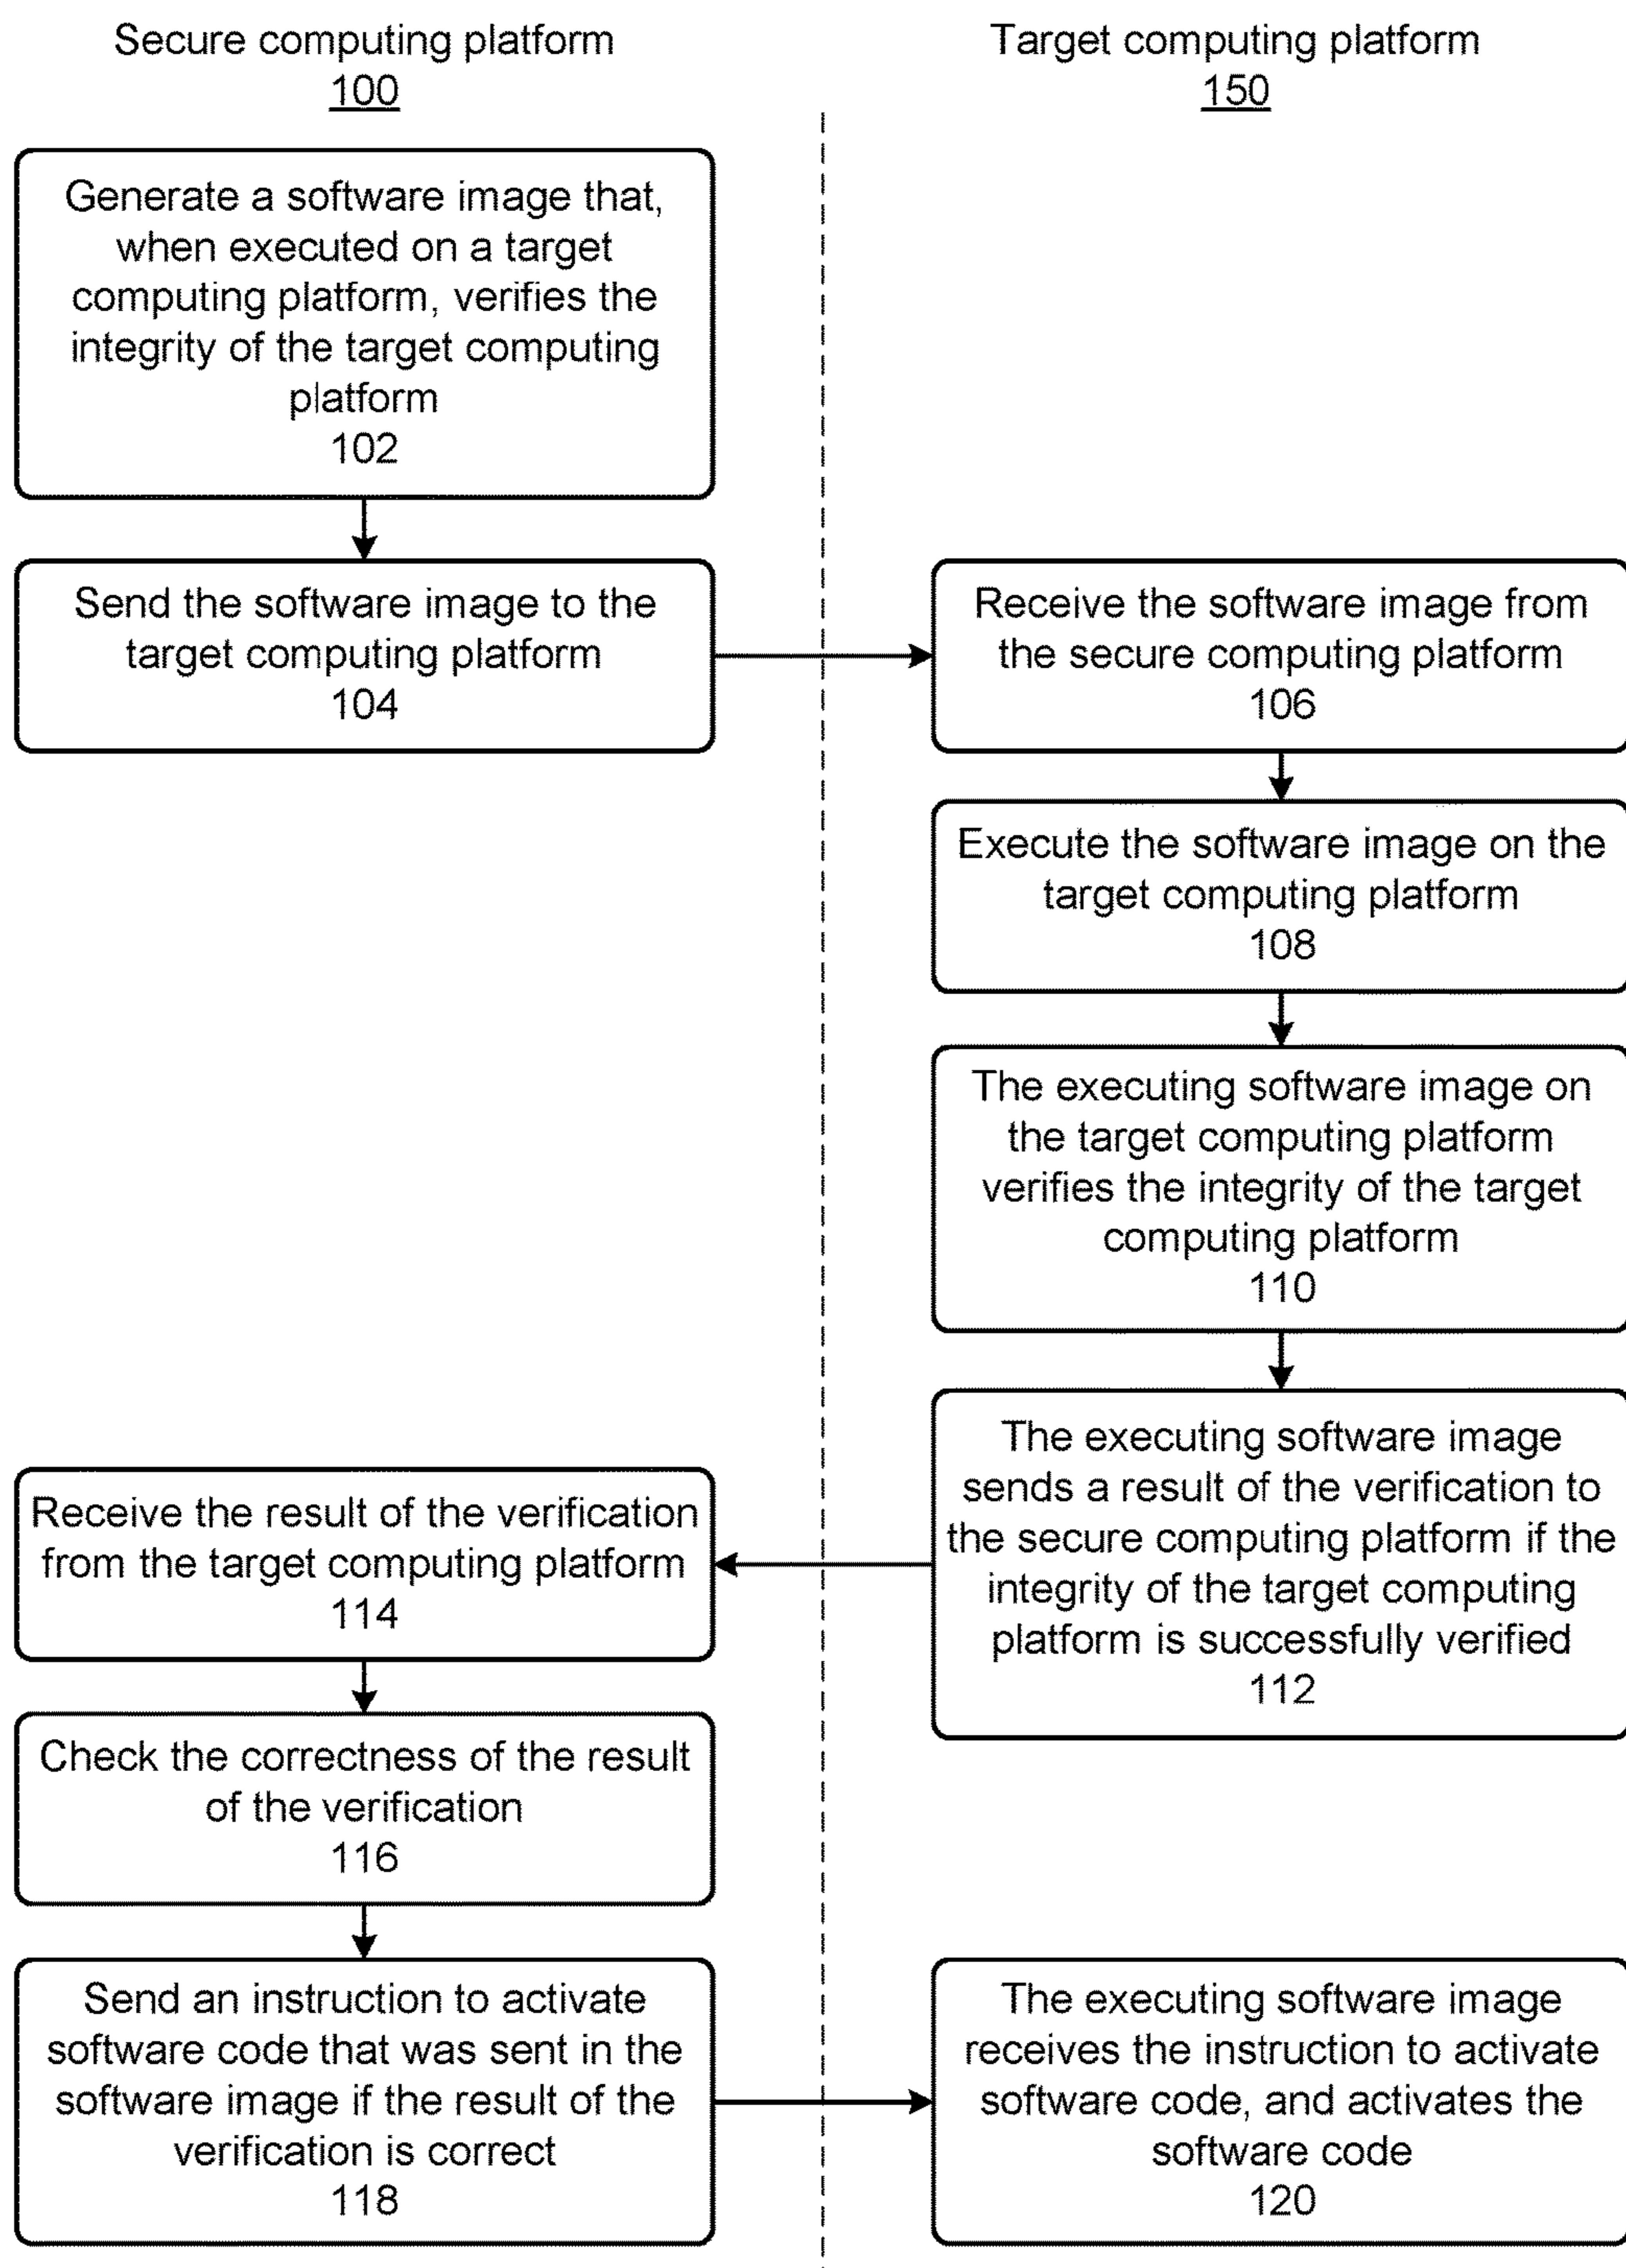 Secure computing platform
100
Target computing platform
150
Generate a software image that,
when executed on a target
computing platform, verifies the
integrity of the target computing
platform
102
Send the software image to the
target computing platform
104
Receive the software image from
the secure computing platform
106
Execute the software image on the
target computing platform
108
The executing software image on
the target computing platform
verifies the integrity of the target
computing platform
110
The executing software image
sends a result of the verification to
the secure computing platform if the
integrity of the target computing
platform is successfully verified
112
Receive the result of the verification
from the target computing platform
114
Check the correctness of the result
of the verification
116
Send an instruction to activate
software code that was sent in the
software image if the result of the
verification is correct
118
The executing software image
receives the instruction to activate
software code, and activates the
software code
120